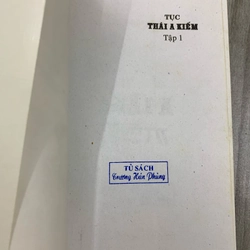 TỤC
THÁI A KIẾM
Tập 1
TỦ SÁCH
Trương Hán Phùng